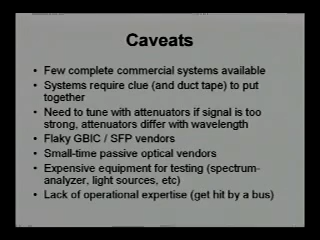 Caveats
• Few complete commercial systems available
• Systems require clue (and duct tape) to put
together
• Need to tune with attenuators if signal is too
strong, attenuators differ with wavelength
• Flaky GBIC / SFP vendors
• Small-time passive optical vendors
• Expensive equipment for testing (spectrum-
analyzer, light sources, etc)
• Lack of operational expertise (get hit by a bus)